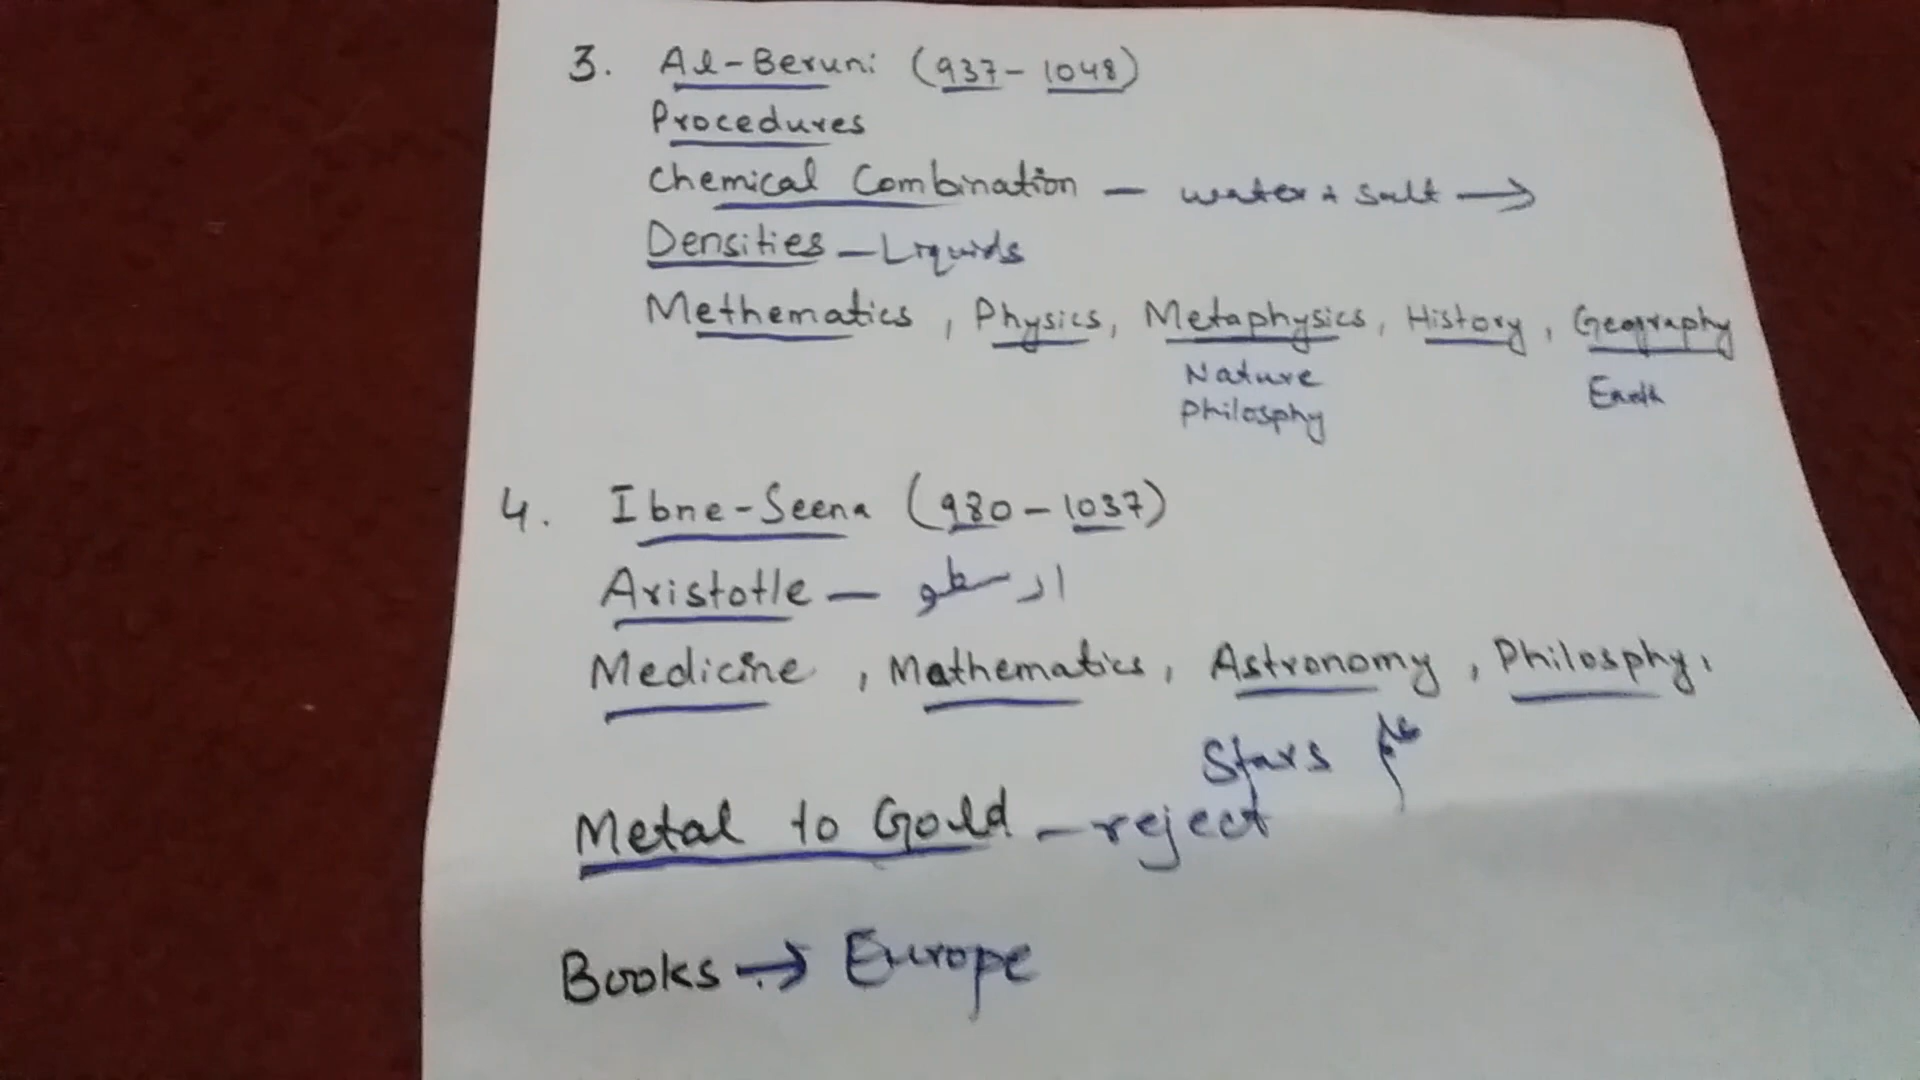 3. Al-Beruni (937-1048)
Procedures
Chemical Combination - water + salt →
Densities - Liquids
Methematics, Physics, Metaphysics, History, Geography
Nature Earth
philosphy
4. Ibne-Seena (980-1037)
Aristotle - ارسطو
Medicine, Mathematics, Astronomy, Philosphy,
Stars
Metal to Gold - reject
Books → Europe